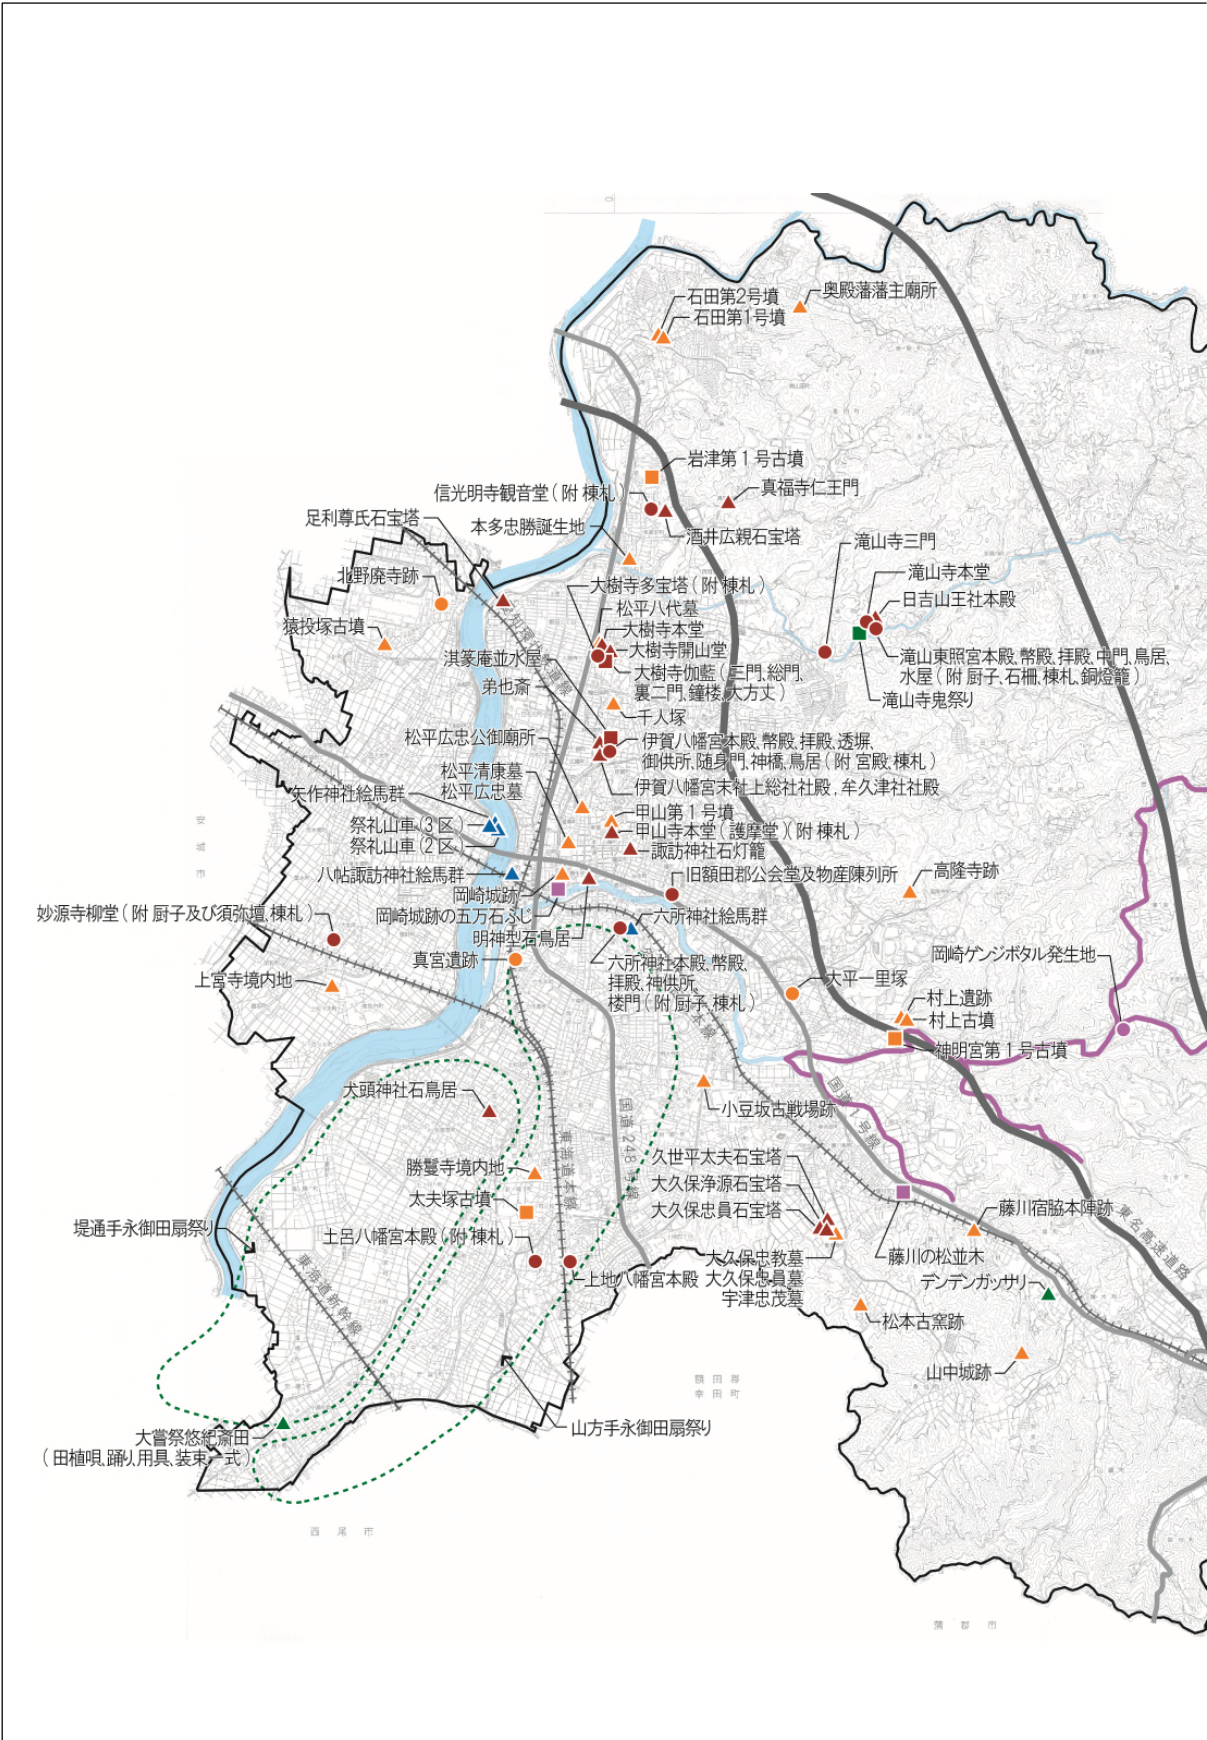 石田第2号墳
奥殿藩藩主廟所
石田第1号墳
岩津第1号古墳
信光明寺観音堂(附 棟札)
真福寺仁王門
足利尊氏石宝塔
本多忠勝誕生地
酒井広親石宝塔
滝山寺三門
滝山寺本堂
北野廃寺跡
大樹寺多宝塔(附 棟札)
日吉山王社本殿
松平八代墓
猿投塚古墳
大樹寺本堂
大樹寺開山堂
淇菉庵並水屋
大樹寺伽藍(三門、総門、
裏二門、鐘楼、大方丈)
滝山東照宮本殿、幣殿、拝殿、中門、鳥居、
水屋(附 厨子、石柵、棟札、銅燈籠)
弟也斎
滝山寺鬼祭り
千人塚
松平広忠公御廟所
伊賀八幡宮本殿、幣殿、拝殿、透塀、
御供所、随身門、神橋、鳥居(附 宮殿、棟札)
松平清康墓
松平広忠墓
伊賀八幡宮末社上総社社殿，牟久津社社殿
矢作神社絵馬群
祭礼山車(3区)
甲山第1号墳
祭礼山車(2区)
甲山寺本堂(護摩堂)(附 棟札)
諏訪神社石灯籠
安城市
八帖諏訪神社絵馬群
旧額田郡公会堂及物産陳列所
高隆寺跡
岡崎城跡
岡崎城跡の五万石ふじ
妙源寺柳堂(附 厨子及び須弥壇、棟札)
六所神社絵馬群
明神型石鳥居
岡崎ゲンジボタル発生地
真宮遺跡
六所神社本殿、幣殿、
拝殿、神供所、
楼門(附 厨子、棟札)
上宮寺境内地
大平一里塚
村上遺跡
村上古墳
神明宮第1号古墳
犬頭神社石鳥居
小豆坂古戦場跡
国道1号線
国道248号線
東海道本線
久世平太夫石宝塔
勝鬘寺境内地
大久保浄源石宝塔
太夫塚古墳
大久保忠員石宝塔
藤川宿脇本陣跡
東名高速道路
堤通手永御田扇祭り
土呂八幡宮本殿(附 棟札)
大久保忠教墓
大久保忠員墓
宇津忠茂墓
藤川の松並木
上地八幡宮本殿
デンデンガッサリ
東海道新幹線
松本古窯跡
山中城跡
額田郡
幸田町
山方手永御田扇祭り
大嘗祭悠紀斎田
(田植唄、踊り、用具、装束一式)
西尾市
蒲郡市